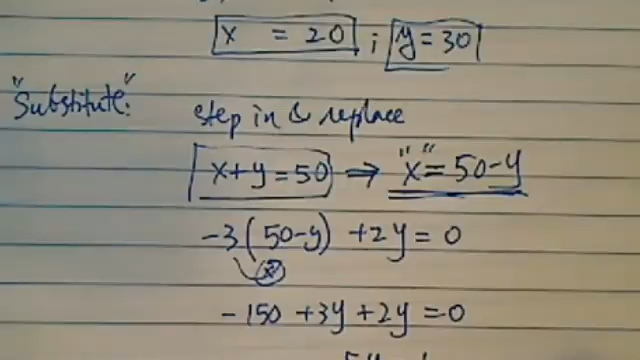 x = 20 ; y = 30
"Substitute": step in & replace
x+y=50 ⇒ "x"=50-y
-3(50-y) +2y = 0
-150 +3y +2y = 0